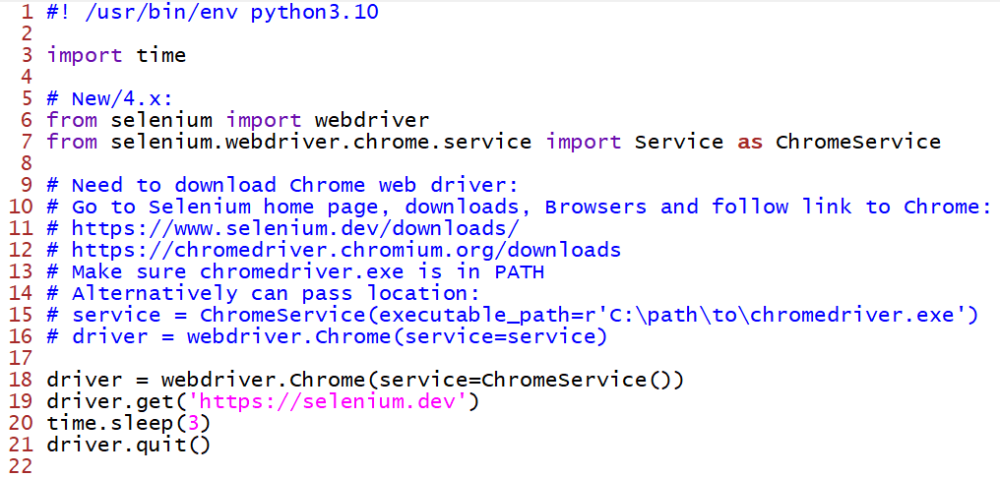 1 #! /usr/bin/env python3.10
2
3 import time
4
5 # New/4.x:
6 from selenium import webdriver
7 from selenium.webdriver.chrome.service import Service as ChromeService
8
9 # Need to download Chrome web driver:
10 # Go to Selenium home page, downloads, Browsers and follow link to Chrome:
11 # https://www.selenium.dev/downloads/
12 # https://chromedriver.chromium.org/downloads
13 # Make sure chromedriver.exe is in PATH
14 # Alternatively can pass location:
15 # service = ChromeService(executable_path=r'C:\path\to\chromedriver.exe')
16 # driver = webdriver.Chrome(service=service)
17
18 driver = webdriver.Chrome(service=ChromeService())
19 driver.get('https://selenium.dev')
20 time.sleep(3)
21 driver.quit()
22